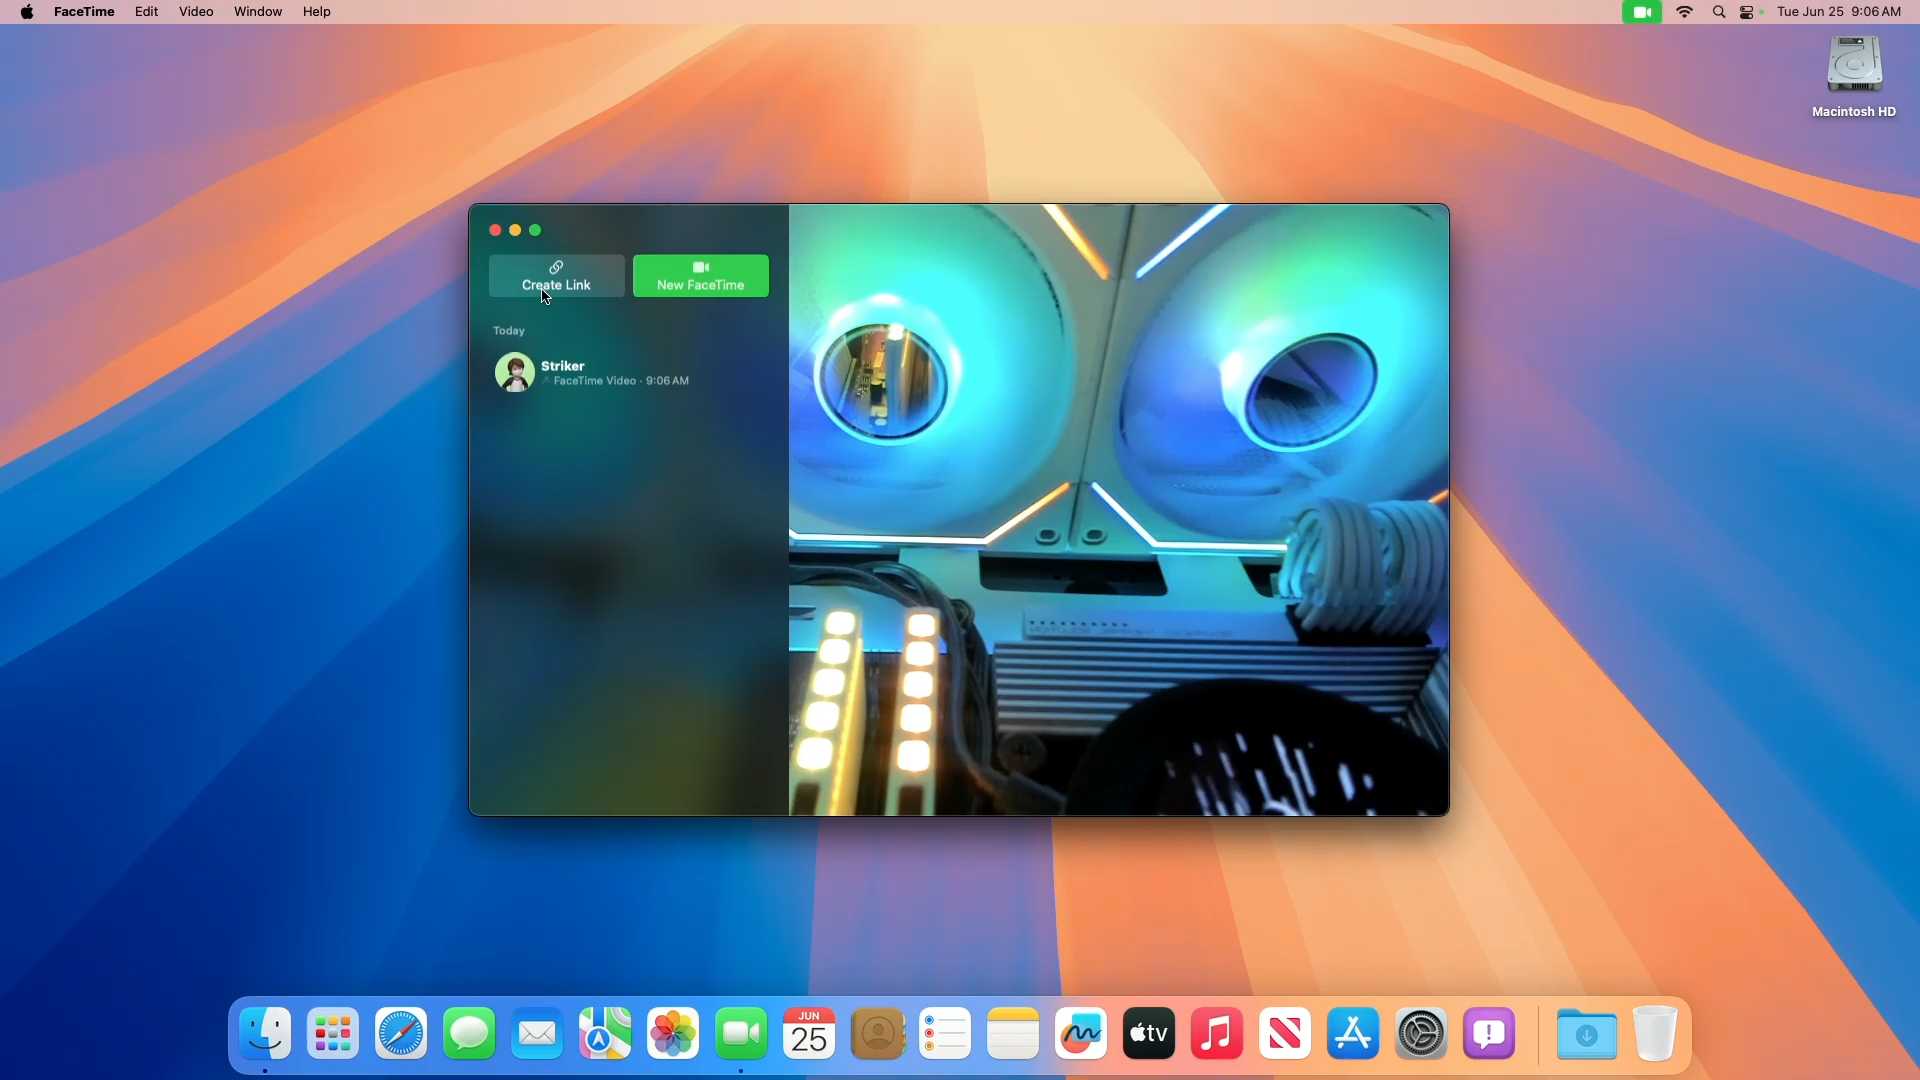 FaceTime Edit Video Window Help
Tue Jun 25 9:06 AM
Macintosh HD
Create Link
New FaceTime
Today
Striker
FaceTime Video · 9:06 AM
JUN
25
tv